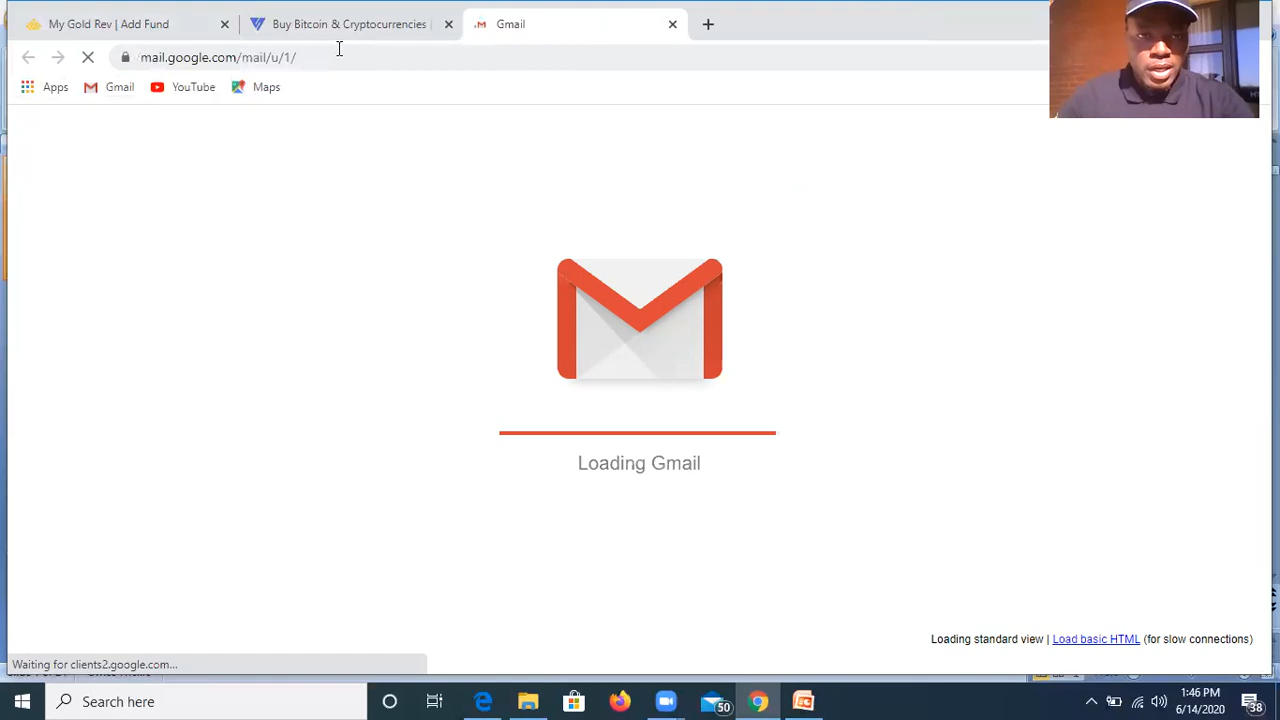 My Gold Rev | Add Fund
Buy Bitcoin & Cryptocurrencies
Gmail
mail.google.com/mail/u/1/
Apps
Gmail
YouTube
Maps
Loading Gmail
Loading standard view | Load basic HTML (for slow connections)
Waiting for clients2.google.com...
Search here
50
1:46 PM
6/14/2020
38